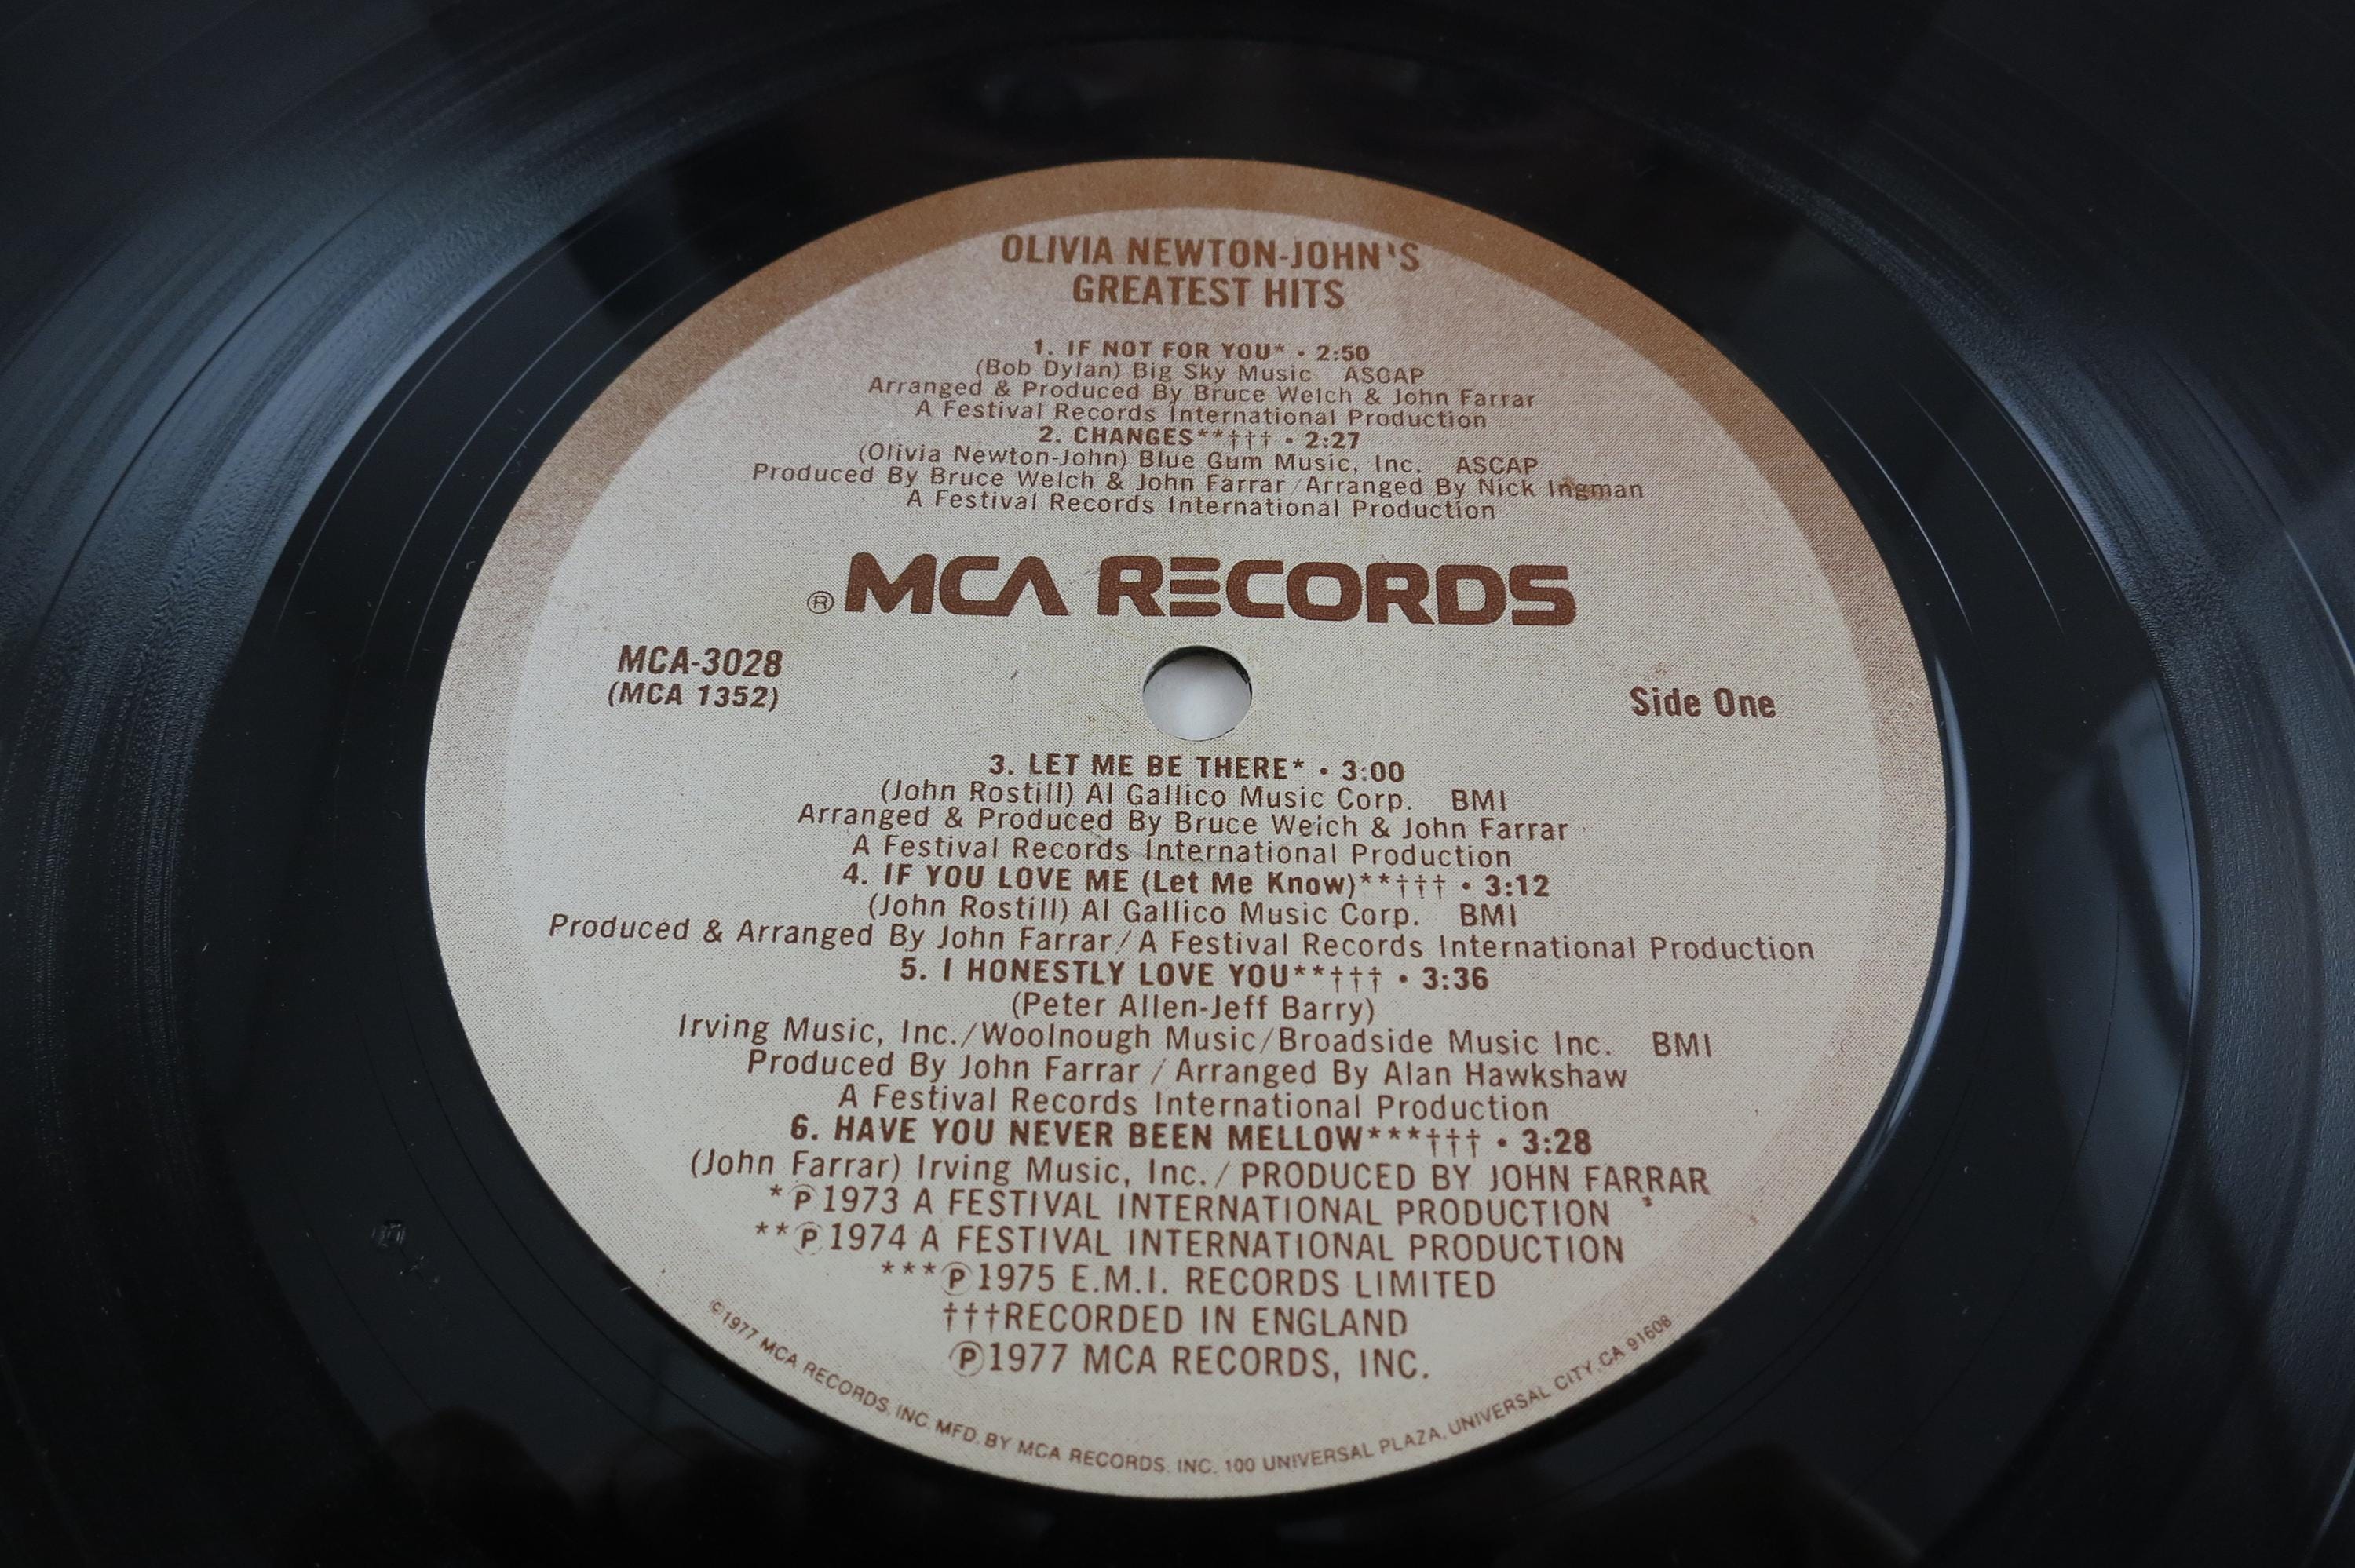 OLIVIA NEWTON-JOHN'S
GREATEST HITS
1. IF NOT FOR YOU* • 2:50
(Bob Dylan) Big Sky Music ASCAP
Arranged & Produced By Bruce Welch & John Farrar
A Festival Records International Production
2. CHANGES**††† • 2:27
(Olivia Newton-John) Blue Gum Music, Inc. ASCAP
Produced By Bruce Welch & John Farrar/Arranged By Nick Ingman
A Festival Records International Production
® MCA RECORDS
MCA-3028
(MCA 1352)
Side One
3. LET ME BE THERE* • 3:00
(John Rostill) Al Gallico Music Corp. BMI
Arranged & Produced By Bruce Welch & John Farrar
A Festival Records International Production
4. IF YOU LOVE ME (Let Me Know)**††† • 3:12
(John Rostill) Al Gallico Music Corp. BMI
Produced & Arranged By John Farrar/A Festival Records International Production
5. I HONESTLY LOVE YOU**††† • 3:36
(Peter Allen-Jeff Barry)
Irving Music, Inc./Woolnough Music/Broadside Music Inc. BMI
Produced By John Farrar / Arranged By Alan Hawkshaw
A Festival Records International Production
6. HAVE YOU NEVER BEEN MELLOW***††† • 3:28
(John Farrar) Irving Music, Inc./ PRODUCED BY JOHN FARRAR
*℗1973 A FESTIVAL INTERNATIONAL PRODUCTION
**℗1974 A FESTIVAL INTERNATIONAL PRODUCTION
***℗1975 E.M.I. RECORDS LIMITED
†††RECORDED IN ENGLAND
℗1977 MCA RECORDS, INC.
©1977 MCA RECORDS, INC. MFD. BY MCA RECORDS, INC. 100 UNIVERSAL PLAZA, UNIVERSAL CITY, CA 91608